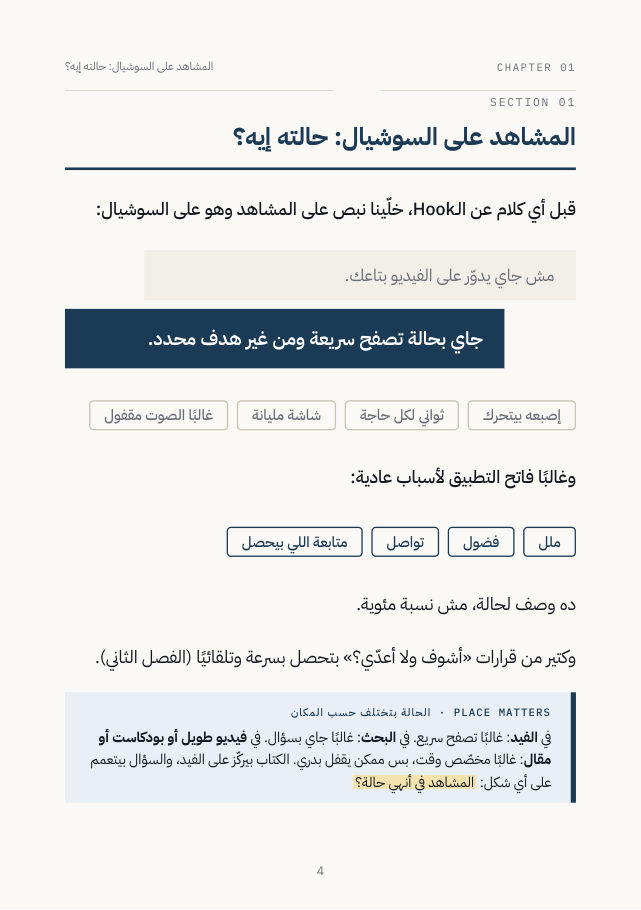 CHAPTER 01
المشاهد على السوشيال: حالته إيه؟
SECTION 01
المشاهد على السوشيال: حالته إيه؟
قبل أي كلام عن الـHook، خلّينا نبص على المشاهد وهو على السوشيال:
مش جاي يدوّر على الفيديو بتاعك.
جاي بحالة تصفح سريعة ومن غير هدف محدد.
إصبعه بيتحرك
ثواني لكل حاجة
شاشة مليانة
غالبًا الصوت مقفول
وغالبًا فاتح التطبيق لأسباب عادية:
ملل
فضول
تواصل
متابعة اللي بيحصل
ده وصف لحالة، مش نسبة مئوية.
وكتير من قرارات «أشوف ولا أعدّي؟» بتحصل بسرعة وتلقائيًا (الفصل الثاني).
PLACE MATTERS · الحالة بتختلف حسب المكان
في الفيد: غالبًا تصفح سريع. في البحث: غالبًا جاي بسؤال. في فيديو طويل أو بودكاست أو
مقال: غالبًا مخصّص وقت، بس ممكن يقفل بدري. الكتاب بيركّز على الفيد، والسؤال بيتعمم
على أي شكل: المشاهد في أنهي حالة؟
4